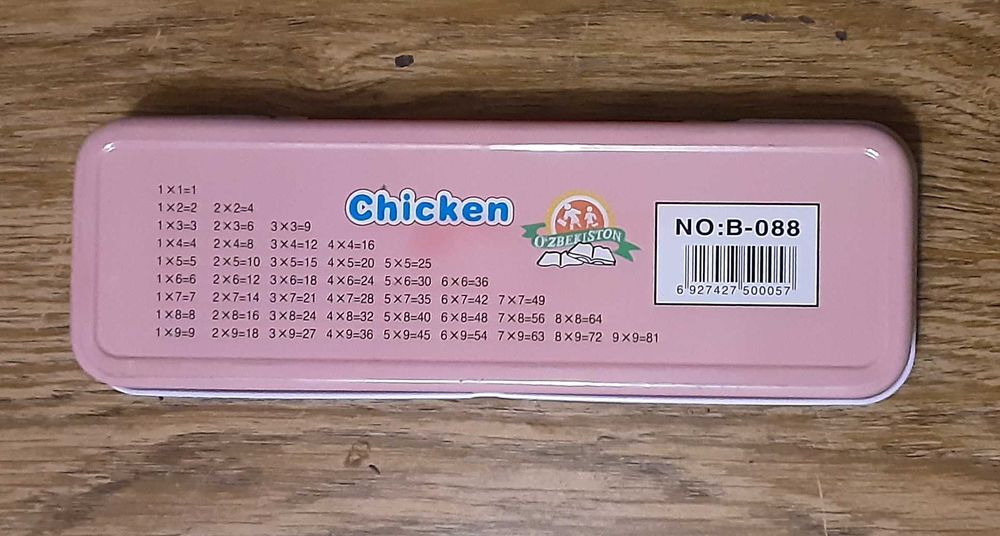 1×1=1
1×2=2 2×2=4
1×3=3 2×3=6 3×3=9
1×4=4 2×4=8 3×4=12 4×4=16
1×5=5 2×5=10 3×5=15 4×5=20 5×5=25
1×6=6 2×6=12 3×6=18 4×6=24 5×6=30 6×6=36
1×7=7 2×7=14 3×7=21 4×7=28 5×7=35 6×7=42 7×7=49
1×8=8 2×8=16 3×8=24 4×8=32 5×8=40 6×8=48 7×8=56 8×8=64
1×9=9 2×9=18 3×9=27 4×9=36 5×9=45 6×9=54 7×9=63 8×9=72 9×9=81
Chicken
O'ZBEKISTON
NO:B-088
6 927427 500057